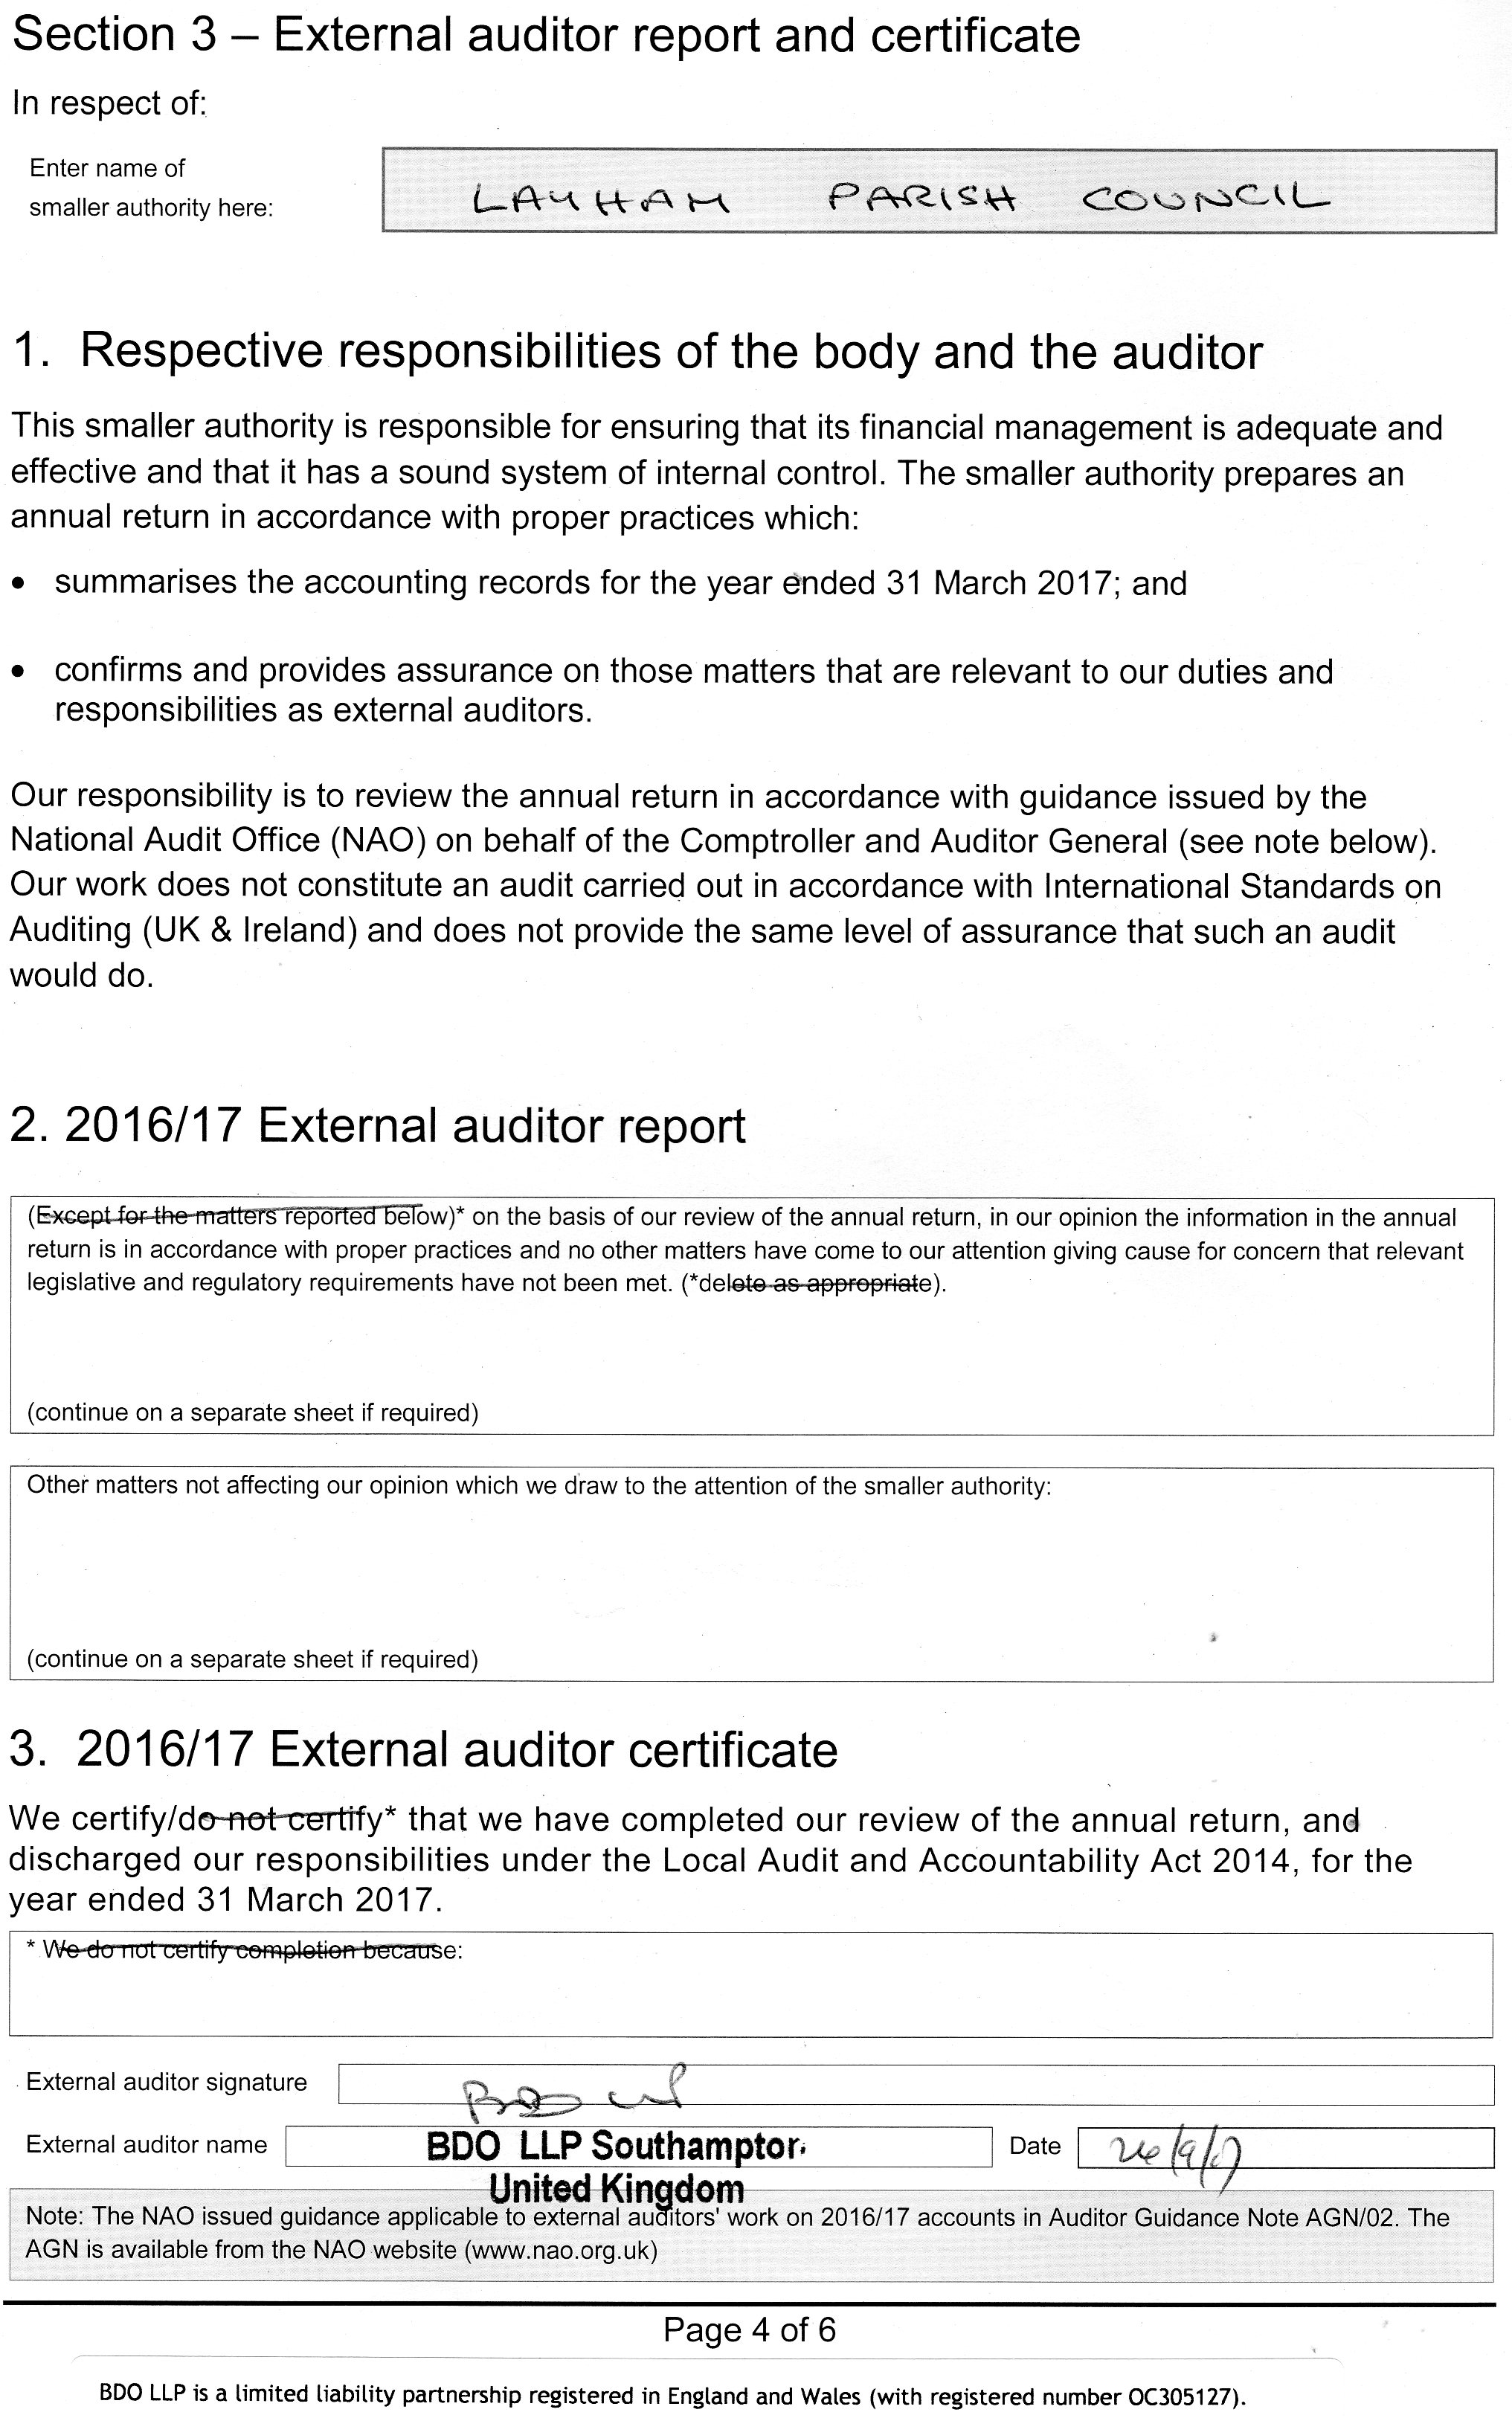 Section 3 – External auditor report and certificate
In respect of:
Enter name of
smaller authority here:
LAYHAM PARISH COUNCIL
1. Respective responsibilities of the body and the auditor
This smaller authority is responsible for ensuring that its financial management is adequate and
effective and that it has a sound system of internal control. The smaller authority prepares an
annual return in accordance with proper practices which:
• summarises the accounting records for the year ended 31 March 2017; and
• confirms and provides assurance on those matters that are relevant to our duties and
responsibilities as external auditors.
Our responsibility is to review the annual return in accordance with guidance issued by the
National Audit Office (NAO) on behalf of the Comptroller and Auditor General (see note below).
Our work does not constitute an audit carried out in accordance with International Standards on
Auditing (UK & Ireland) and does not provide the same level of assurance that such an audit
would do.
2. 2016/17 External auditor report
(Except for the matters reported below)* on the basis of our review of the annual return, in our opinion the information in the annual
return is in accordance with proper practices and no other matters have come to our attention giving cause for concern that relevant
legislative and regulatory requirements have not been met. (*delete as appropriate).
(continue on a separate sheet if required)
Other matters not affecting our opinion which we draw to the attention of the smaller authority:
(continue on a separate sheet if required)
3. 2016/17 External auditor certificate
We certify/do not certify* that we have completed our review of the annual return, and
discharged our responsibilities under the Local Audit and Accountability Act 2014, for the
year ended 31 March 2017.
* We do not certify completion because:
External auditor signature BDO LLP
External auditor name BDO LLP Southampton Date 26/9/17
United Kingdom
Note: The NAO issued guidance applicable to external auditors' work on 2016/17 accounts in Auditor Guidance Note AGN/02. The
AGN is available from the NAO website (www.nao.org.uk)
Page 4 of 6
BDO LLP is a limited liability partnership registered in England and Wales (with registered number OC305127).